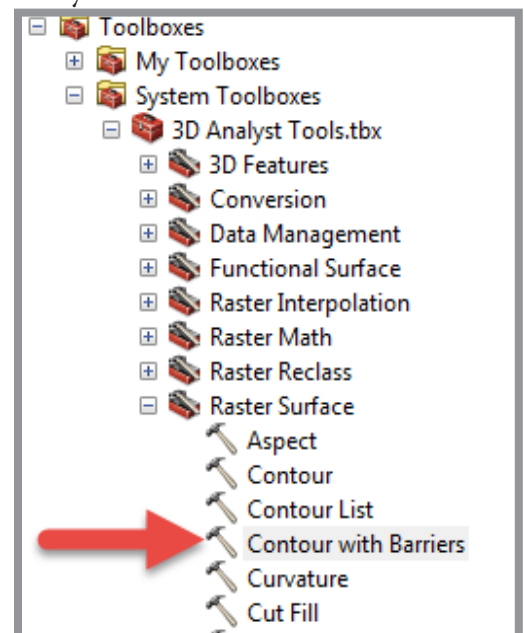 Toolboxes
My Toolboxes
System Toolboxes
3D Analyst Tools.tbx
3D Features
Conversion
Data Management
Functional Surface
Raster Interpolation
Raster Math
Raster Reclass
Raster Surface
Aspect
Contour
Contour List
Contour with Barriers
Curvature
Cut Fill